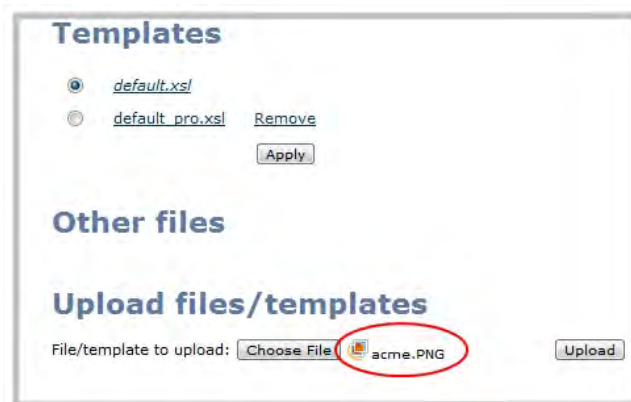 Templates
default.xsl
default_pro.xsl Remove
Apply
Other files
Upload files/templates
File/template to upload: Choose File acme.PNG Upload